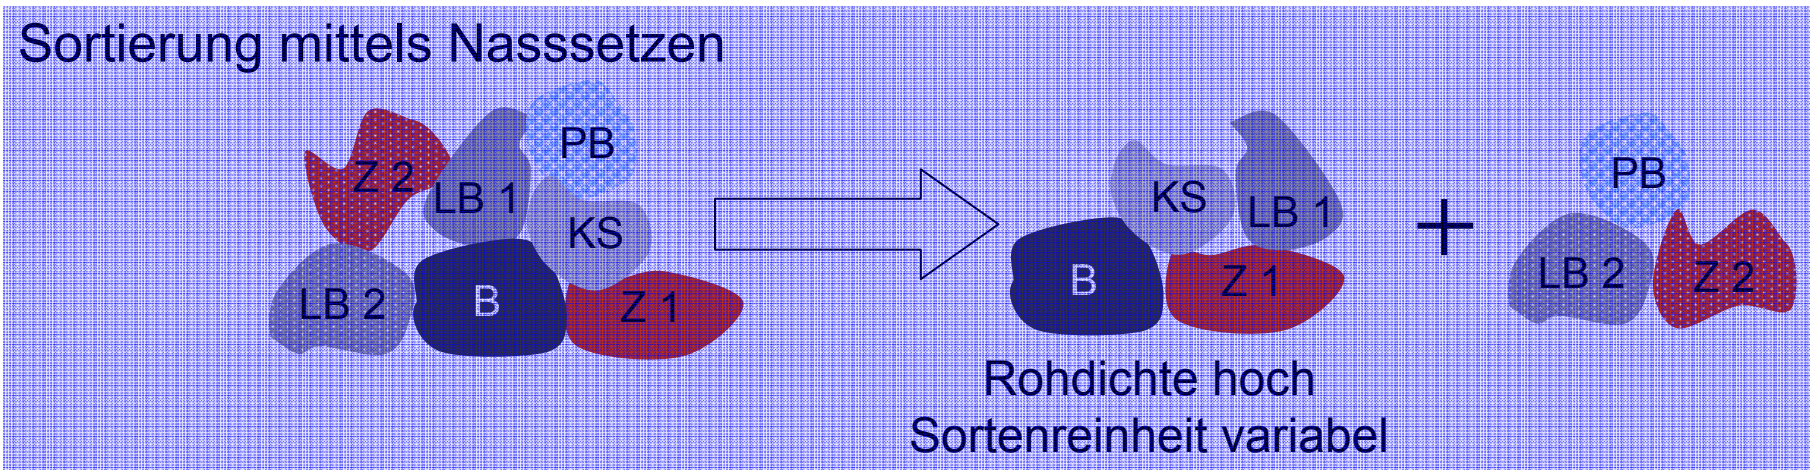 Sortierung mittels Nasssetzen
Z 2
LB 1
PB
KS
LB 2
B
Z 1
KS
LB 1
B
Z 1
+
PB
LB 2
Z 2
Rohdichte hoch
Sortenreinheit variabel